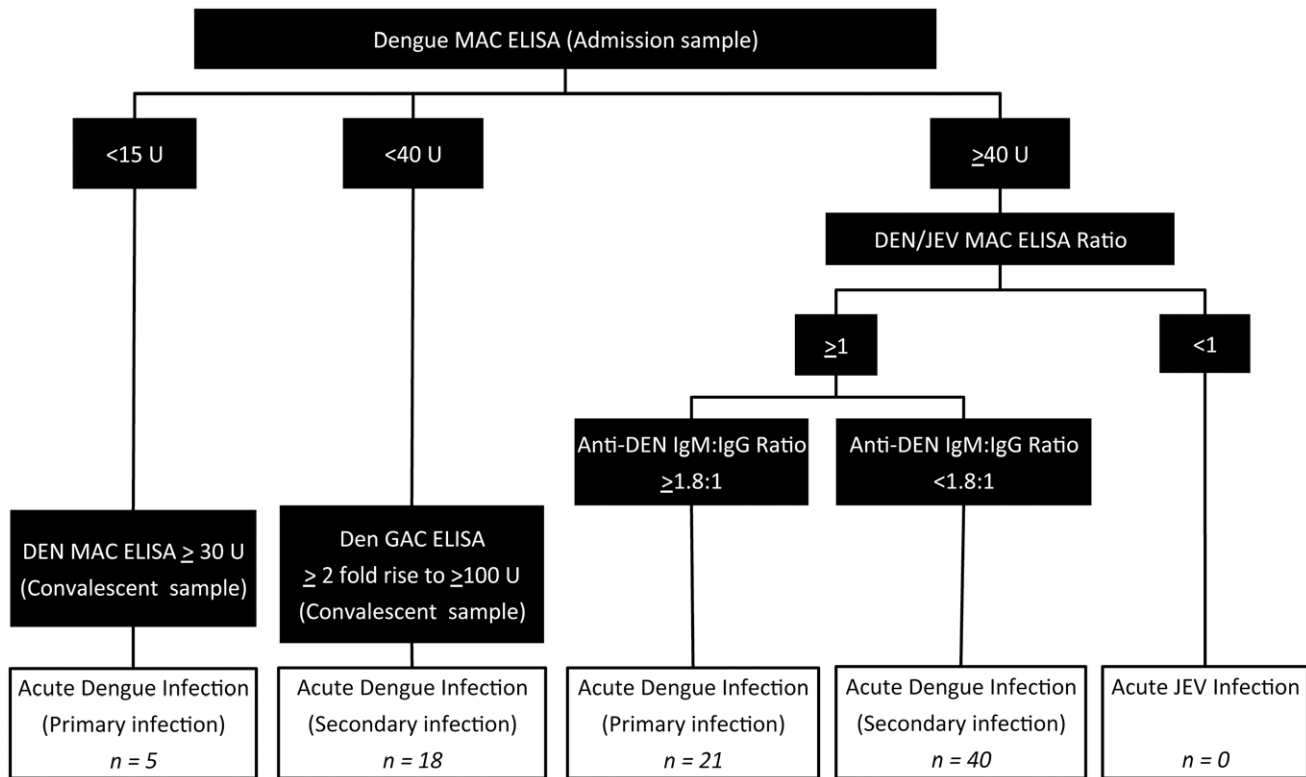 Dengue MAC ELISA (Admission sample)
<15 U
<40 U
≥40 U
DEN/JEV MAC ELISA Ratio
≥1
<1
Anti-DEN IgM:IgG Ratio
≥1.8:1
Anti-DEN IgM:IgG Ratio
<1.8:1
DEN MAC ELISA ≥ 30 U
(Convalescent sample)
Den GAC ELISA
≥ 2 fold rise to ≥100 U
(Convalescent sample)
Acute Dengue Infection
(Primary infection)
n = 5
Acute Dengue Infection
(Secondary infection)
n = 18
Acute Dengue Infection
(Primary infection)
n = 21
Acute Dengue Infection
(Secondary infection)
n = 40
Acute JEV Infection
n = 0